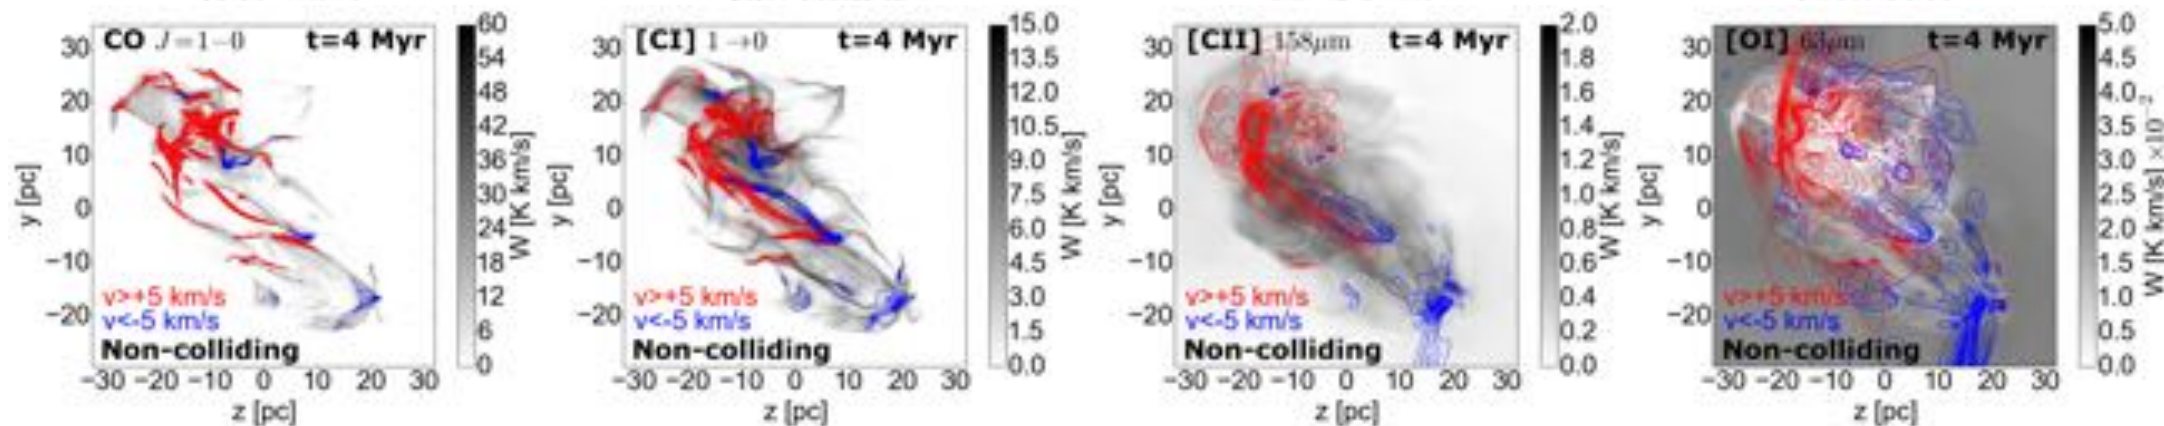 CO J=1−0 t=4 Myr
v>+5 km/s
v<-5 km/s
Non-colliding
30
20
10
0
−10
−20
y [pc]
−30 −20 −10 0 10 20 30
z [pc]
60
54
48
42
36
30
24
18
12
6
0
W [K km/s]
[CI] 1→0 t=4 Myr
v>+5 km/s
v<-5 km/s
Non-colliding
30
20
10
0
−10
−20
y [pc]
−30 −20 −10 0 10 20 30
z [pc]
15.0
13.5
12.0
10.5
9.0
7.5
6.0
4.5
3.0
1.5
0.0
W [K km/s]
[CII] 158μm t=4 Myr
v>+5 km/s
v<-5 km/s
Non-colliding
30
20
10
0
−10
−20
y [pc]
−30 −20 −10 0 10 20 30
z [pc]
2.0
1.8
1.6
1.4
1.2
1.0
0.8
0.6
0.4
0.2
0.0
W [K km/s]
[OI] 63μm t=4 Myr
v>+5 km/s
v<-5 km/s
Non-colliding
30
20
10
0
−10
−20
y [pc]
−30 −20 −10 0 10 20 30
z [pc]
5.0
4.5
4.0
3.5
3.0
2.5
2.0
1.5
1.0
0.5
0.0
W [K km/s] ×10⁻²